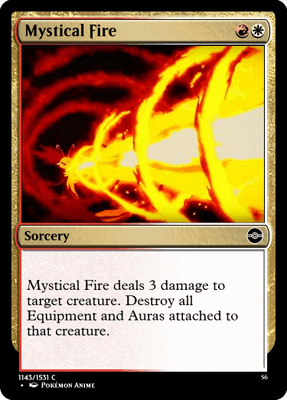 Mystical Fire
Sorcery
Mystical Fire deals 3 damage to
target creature. Destroy all
Equipment and Auras attached to
that creature.
1143/1531 C
S6
• Pokémon Anime